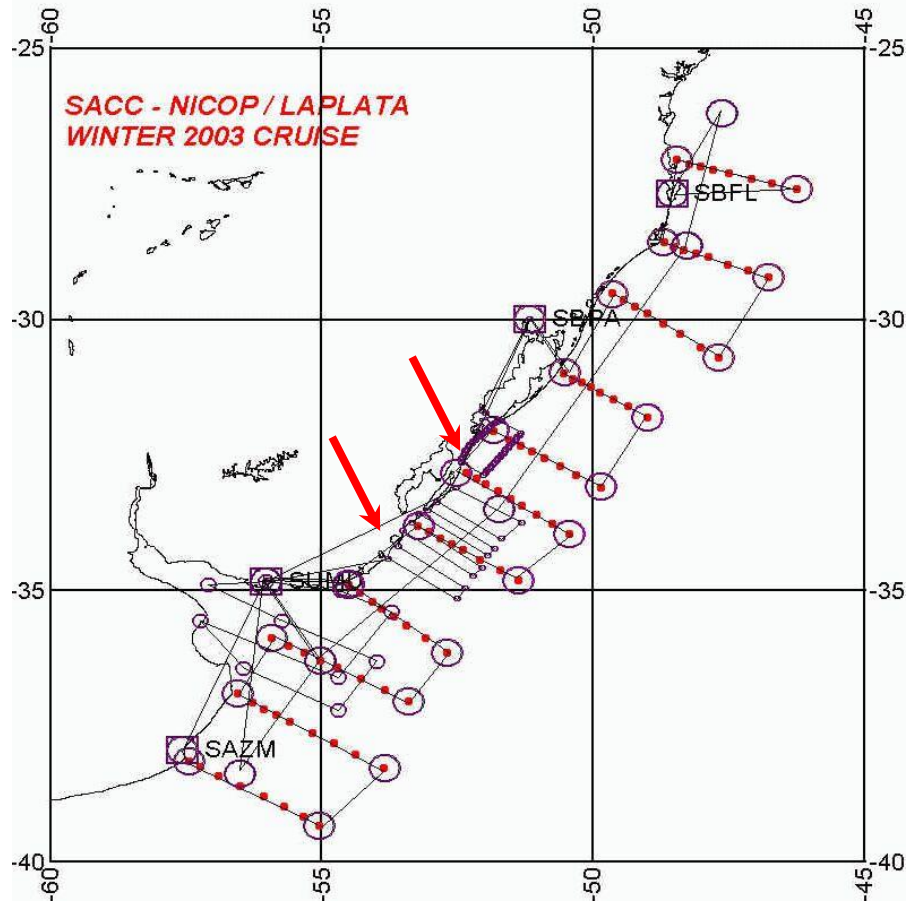 -60 -55 -50 -45
-25 -25
SACC - NICOP / LAPLATA
WINTER 2003 CRUISE
SBFL
-30 SBPA -30
-35 SUMU -35
SAZM
-40 -40
-60 -55 -50 -45